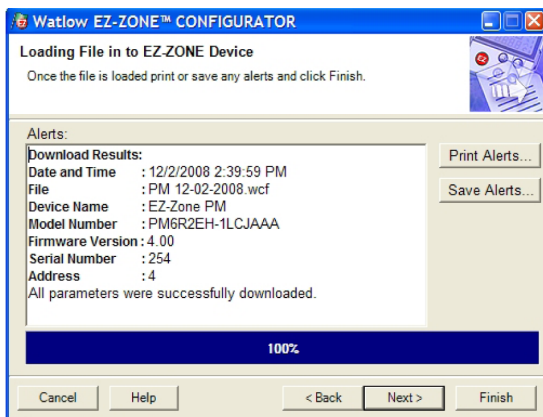 Watlow EZ-ZONE™ CONFIGURATOR
Loading File in to EZ-ZONE Device
Once the file is loaded print or save any alerts and click Finish.
Alerts:
Download Results:
Date and Time : 12/2/2008 2:39:59 PM
File : PM 12-02-2008.wcf
Device Name : EZ-Zone PM
Model Number : PM6R2EH-1LCJAAA
Firmware Version : 4.00
Serial Number : 254
Address : 4
All parameters were successfully downloaded.
Print Alerts...
Save Alerts...
100%
Cancel Help < Back Next > Finish